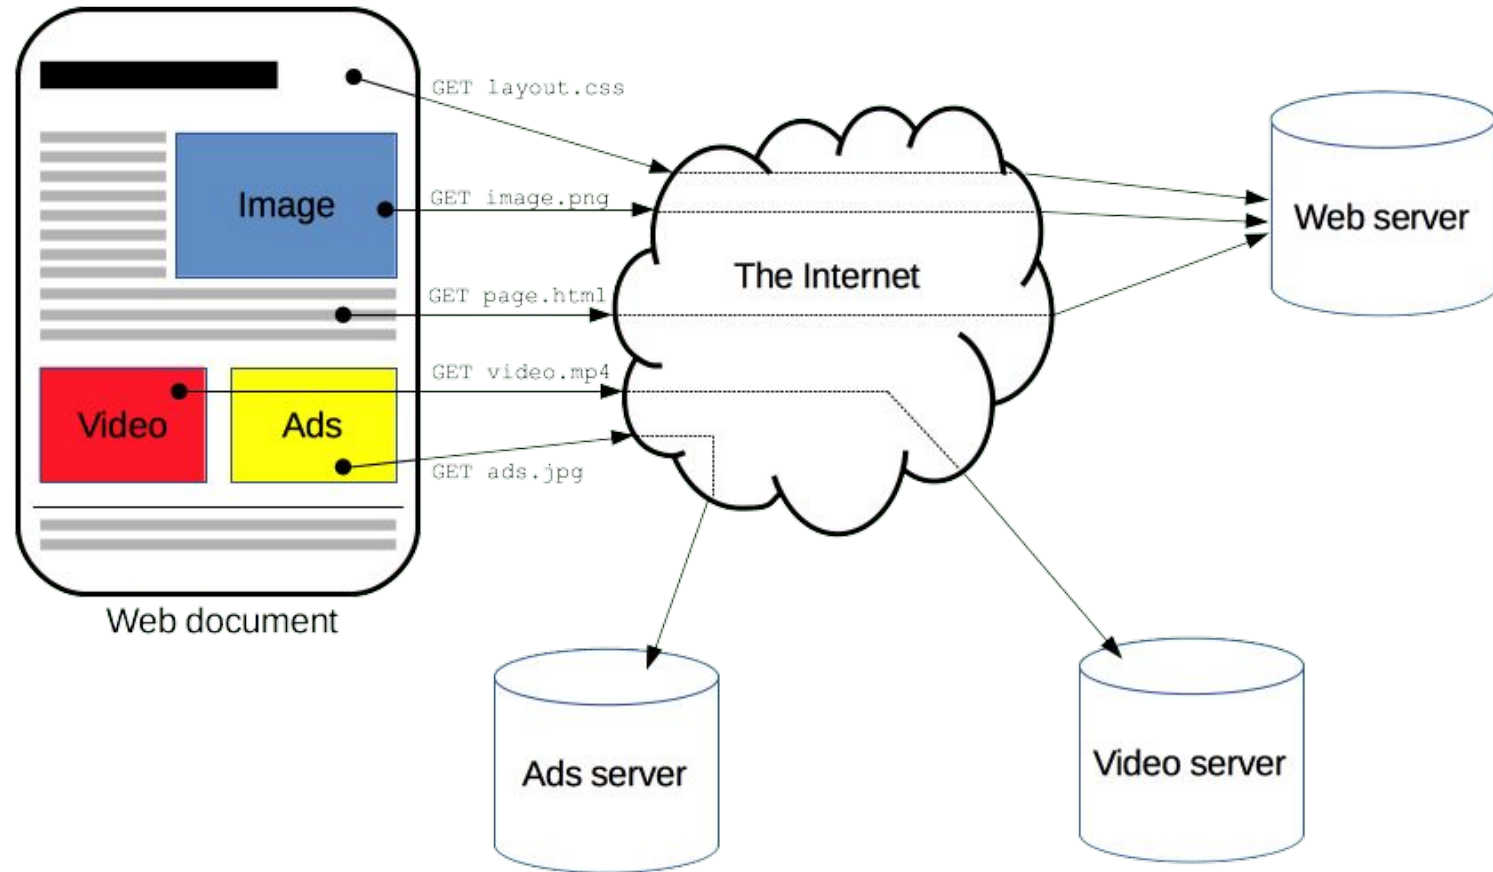 GET layout.css
Image
GET image.png
Web server
The Internet
GET page.html
GET video.mp4
Video
Ads
GET ads.jpg
Web document
Ads server
Video server